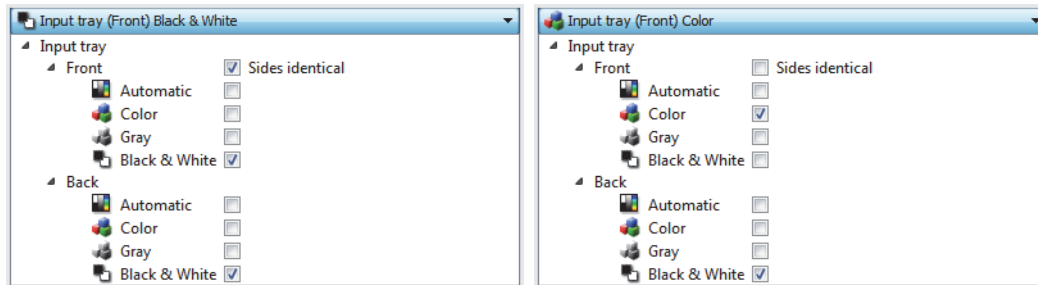 Input tray (Front) Black & White
Input tray
Front Sides identical
Automatic
Color
Gray
Black & White
Back
Automatic
Color
Gray
Black & White
Input tray (Front) Color
Input tray
Front Sides identical
Automatic
Color
Gray
Black & White
Back
Automatic
Color
Gray
Black & White